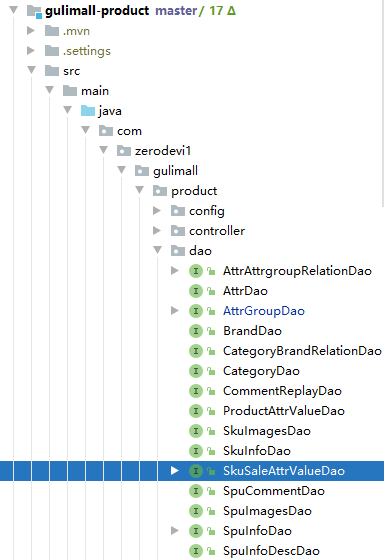 gulimall-product master / 17 Δ
.mvn
.settings
src
main
java
com
zerodevi1
gulimall
product
config
controller
dao
AttrAttrgroupRelationDao
AttrDao
AttrGroupDao
BrandDao
CategoryBrandRelationDao
CategoryDao
CommentReplayDao
ProductAttrValueDao
SkuImagesDao
SkuInfoDao
SkuSaleAttrValueDao
SpuCommentDao
SpuImagesDao
SpuInfoDao
SpuInfoDescDao